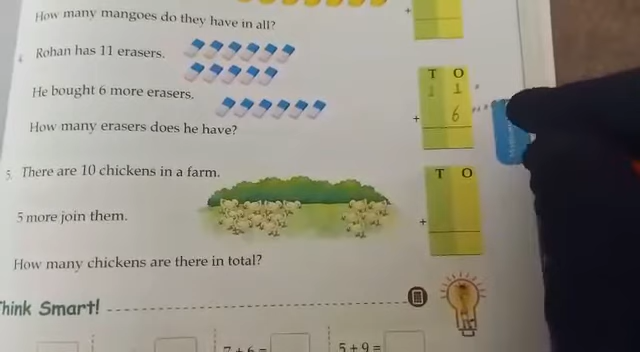 How many mangoes do they have in all?
+
4. Rohan has 11 erasers.
He bought 6 more erasers.
How many erasers does he have?
T O
1 1
+ 6
5. There are 10 chickens in a farm.
5 more join them.
How many chickens are there in total?
T O
+
Think Smart!
7 + 6 =
5 + 9 =